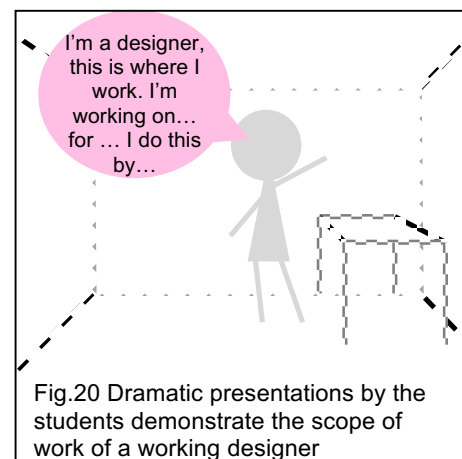 I'm a designer,
this is where I
work. I'm
working on…
for … I do this
by…
Fig.20 Dramatic presentations by the
students demonstrate the scope of
work of a working designer